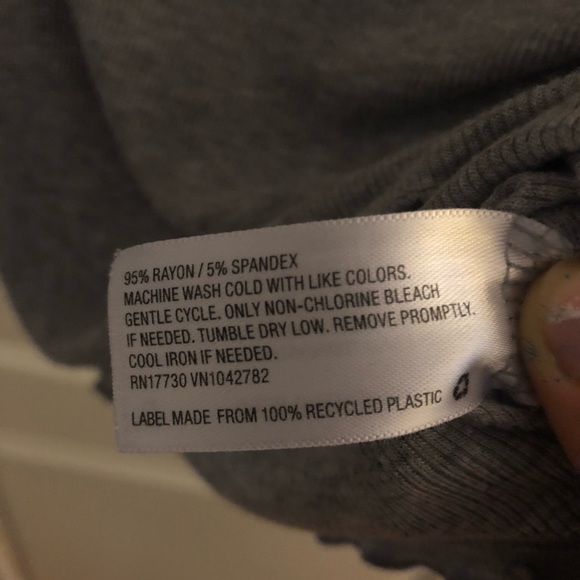 95% RAYON / 5% SPANDEX
MACHINE WASH COLD WITH LIKE COLORS.
GENTLE CYCLE. ONLY NON-CHLORINE BLEACH
IF NEEDED. TUMBLE DRY LOW. REMOVE PROMPTLY.
COOL IRON IF NEEDED.
RN17730 VN1042782
LABEL MADE FROM 100% RECYCLED PLASTIC